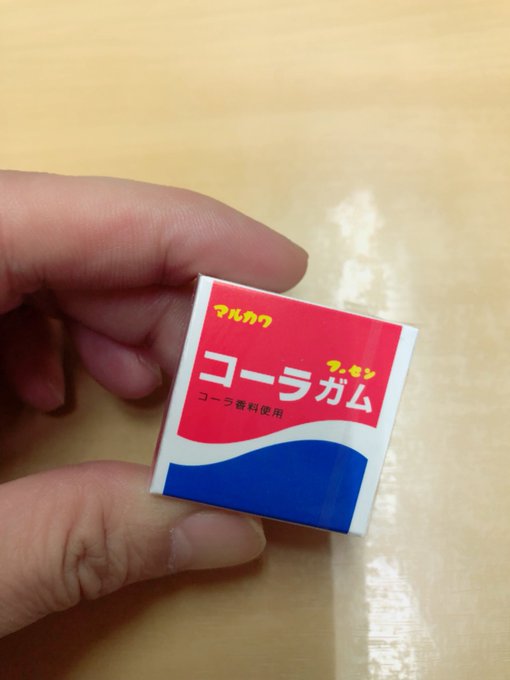 マルカワ
フーセン
コーラガム
コーラ香料使用